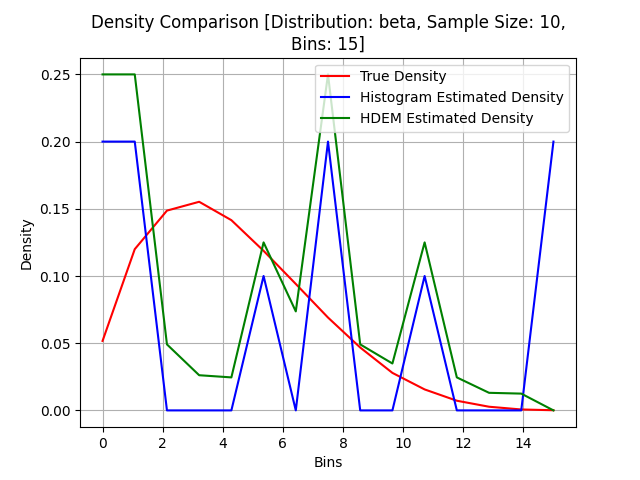 Density Comparison [Distribution: beta, Sample Size: 10,
Bins: 15]
True Density
Histogram Estimated Density
HDEM Estimated Density
Density
0.25
0.20
0.15
0.10
0.05
0.00
0 2 4 6 8 10 12 14
Bins